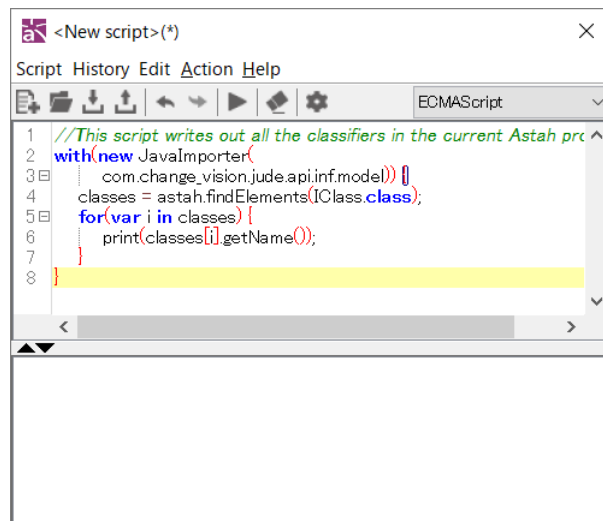 <New script>(*)
Script History Edit Action Help
ECMAScript
1 //This script writes out all the classifiers in the current Astah pro
2 with(new JavaImporter(
3 com.change_vision.jude.api.inf.model)) {
4 classes = astah.findElements(IClass.class);
5 for(var i in classes) {
6 print(classes[i].getName());
7 }
8 }